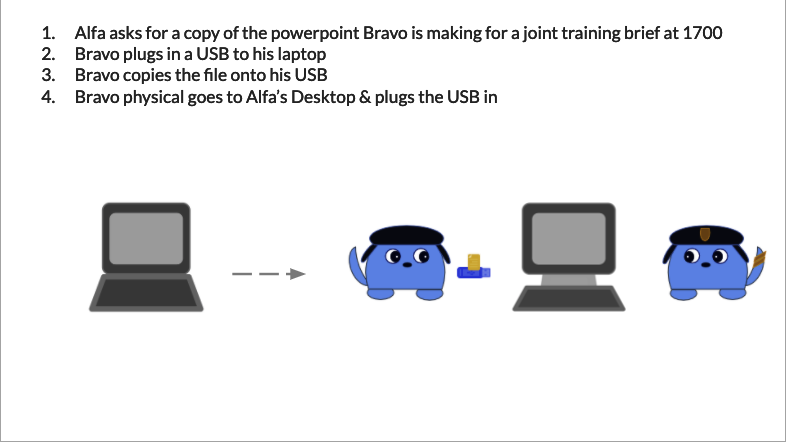 1. Alfa asks for a copy of the powerpoint Bravo is making for a joint training brief at 1700
2. Bravo plugs in a USB to his laptop
3. Bravo copies the file onto his USB
4. Bravo physical goes to Alfa's Desktop & plugs the USB in